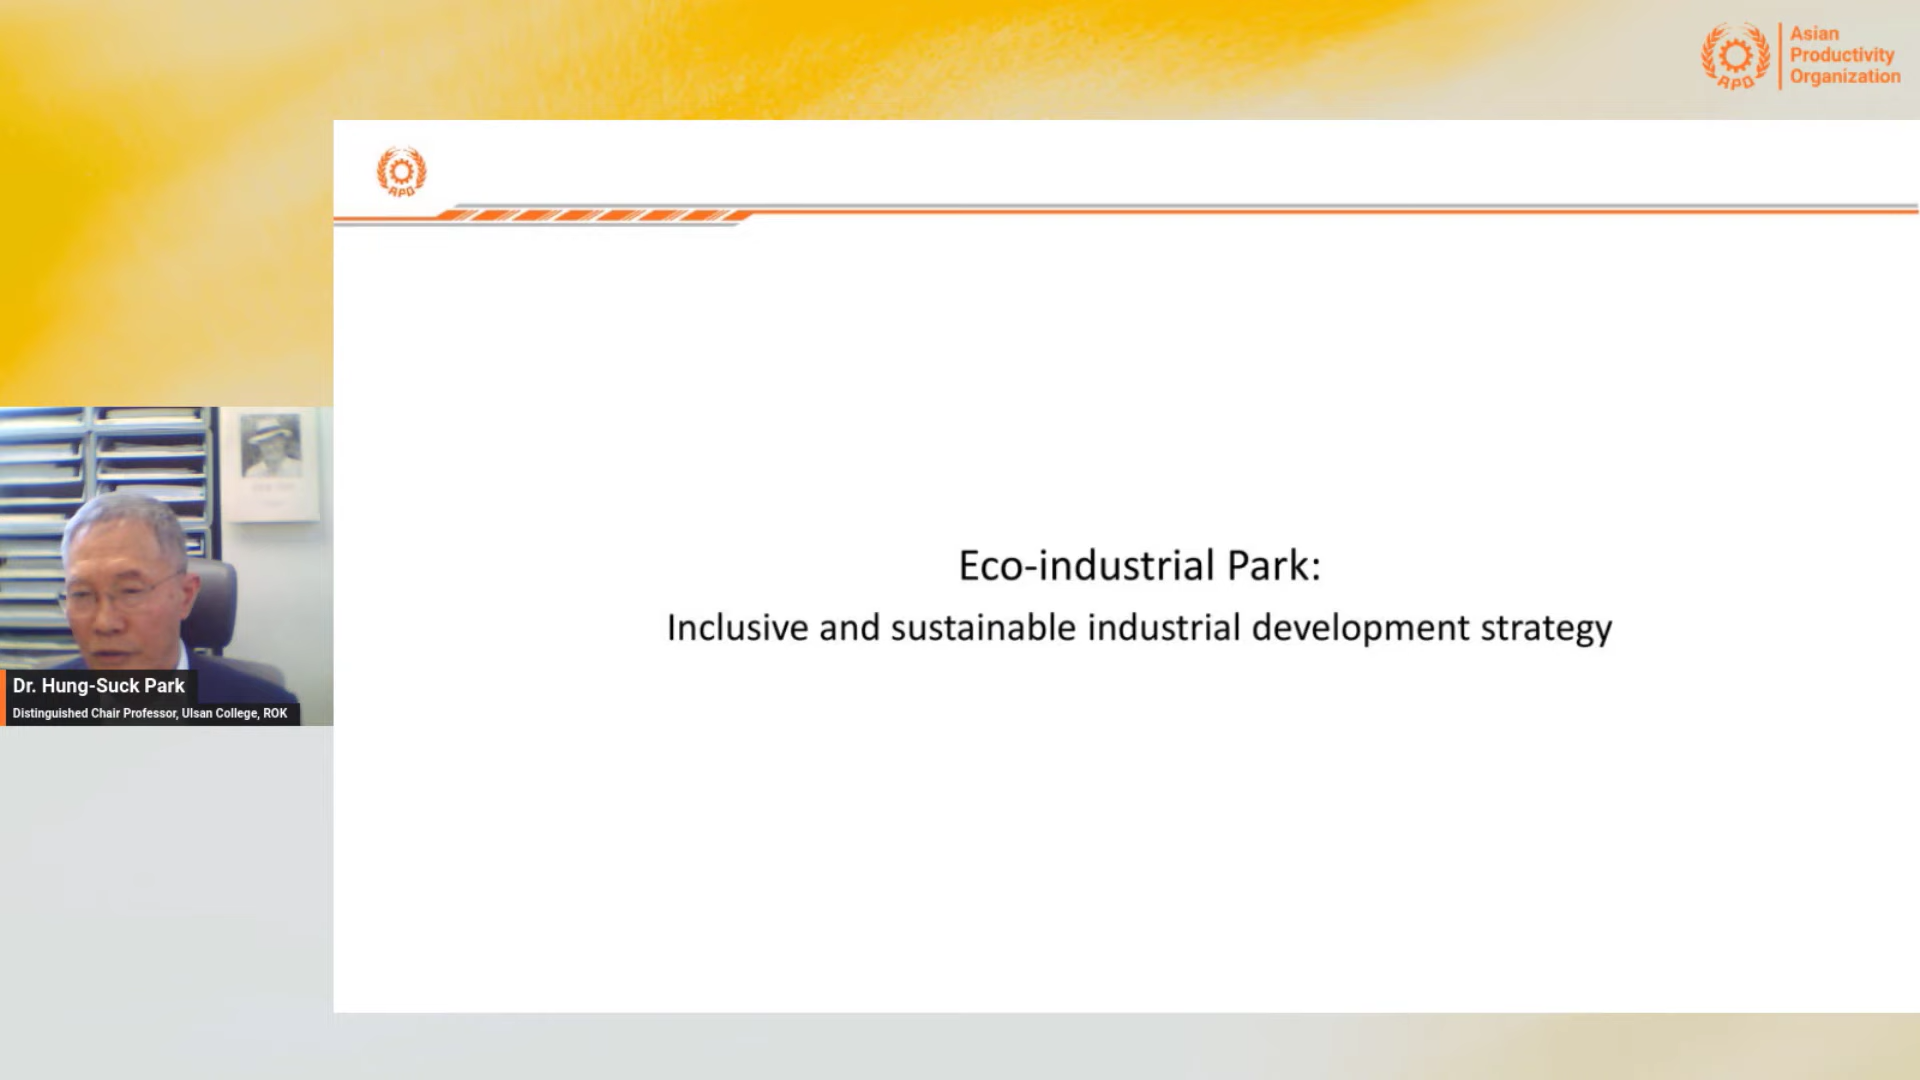 Asian
Productivity
Organization
APO
APO
Eco-industrial Park:
Inclusive and sustainable industrial development strategy
Dr. Hung-Suck Park
Distinguished Chair Professor, Ulsan College, ROK